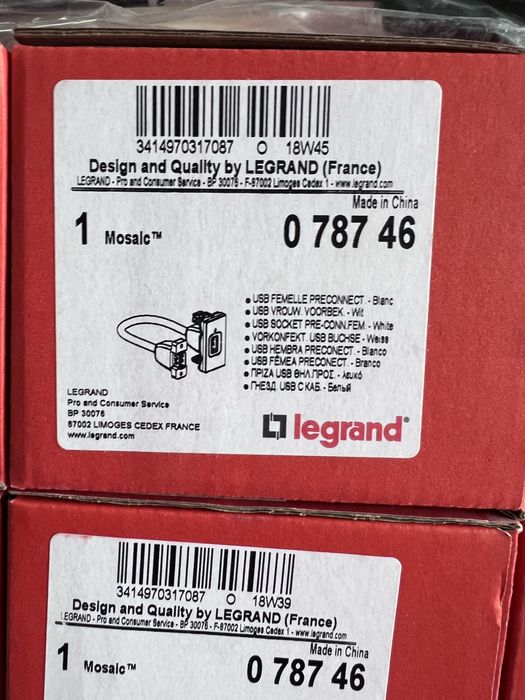 3414970317087 O 18W45
Design and Quality by LEGRAND (France)
LEGRAND - Pro and Consumer Service - BP 30076 - F-87002 Limoges Cedex 1 - www.legrand.com
Made in China
1 Mosaic™ 0 787 46
• USB FEMELLE PRECONNECT. - Blanc
• USB VROUW. VOORBEK. - Wit
• USB SOCKET PRE-CONN.FEM. - White
• VORKONFEKT. USB BUCHSE - Weiss
• USB HEMBRA PRECONECT. - Blanco
• USB FÊMEA PRECONECT. - Branco
• ΠΡΙΖΑ USB ΘΗΛ.ΠΡΟΣ. - λευκό
• ГНЕЗД. USB С КАБ. - Белый
LEGRAND
Pro and Consumer Service
BP 30076
87002 LIMOGES CEDEX FRANCE
www.legrand.com
legrand®
3414970317087 O 18W39
Design and Quality by LEGRAND (France)
LEGRAND - Pro and Consumer Service - BP 30076 - F-87002 Limoges Cedex 1 - www.legrand.com
Made in China
1 Mosaic™ 0 787 46